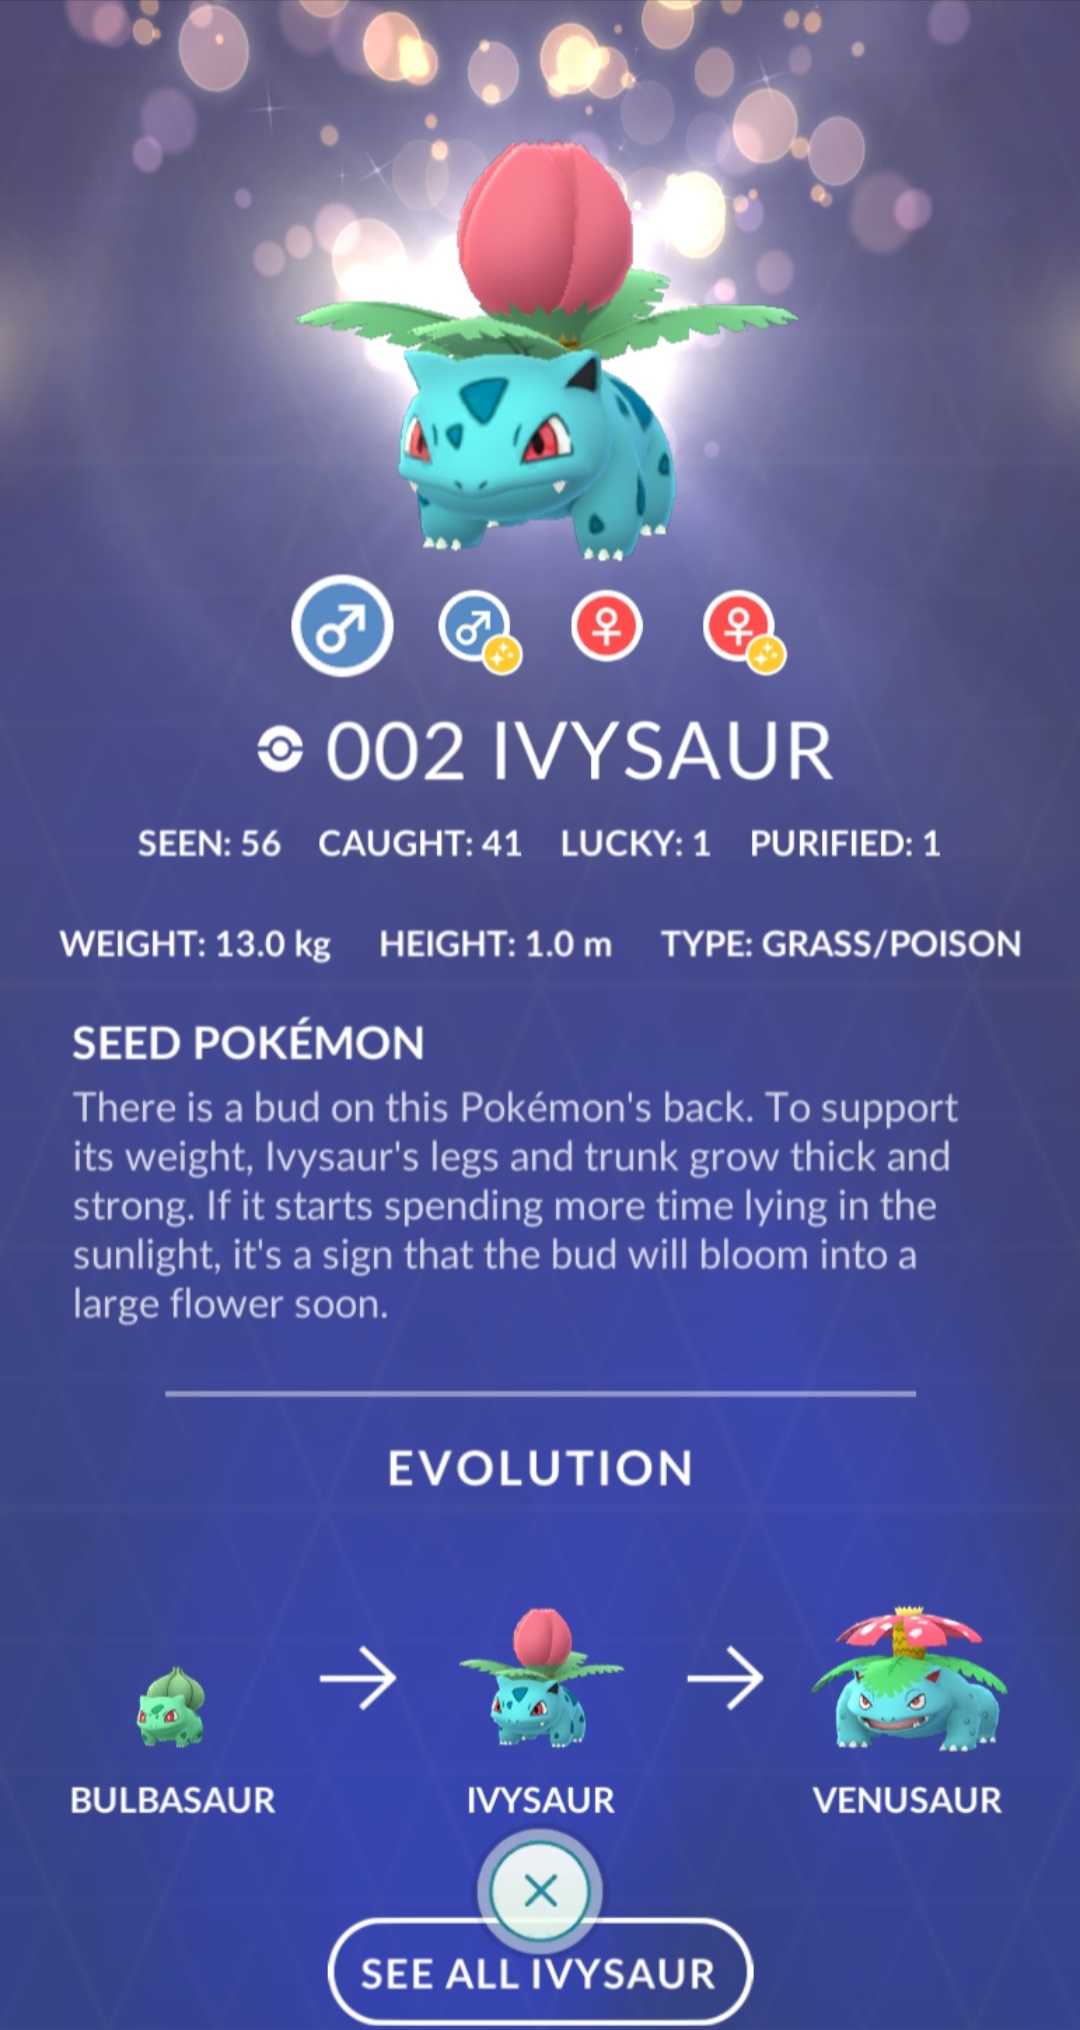 002 IVYSAUR
SEEN: 56 CAUGHT: 41 LUCKY: 1 PURIFIED: 1
WEIGHT: 13.0 kg HEIGHT: 1.0 m TYPE: GRASS/POISON
SEED POKÉMON
There is a bud on this Pokémon's back. To support
its weight, Ivysaur's legs and trunk grow thick and
strong. If it starts spending more time lying in the
sunlight, it's a sign that the bud will bloom into a
large flower soon.
EVOLUTION
BULBASAUR IVYSAUR VENUSAUR
SEE ALL IVYSAUR